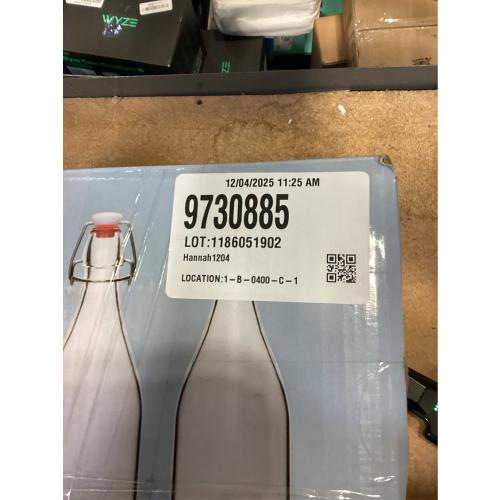 WYZE
12/04/2025 11:25 AM
9730885
LOT:1186051902
Hannah1204
LOCATION:1-B-0400-C-1